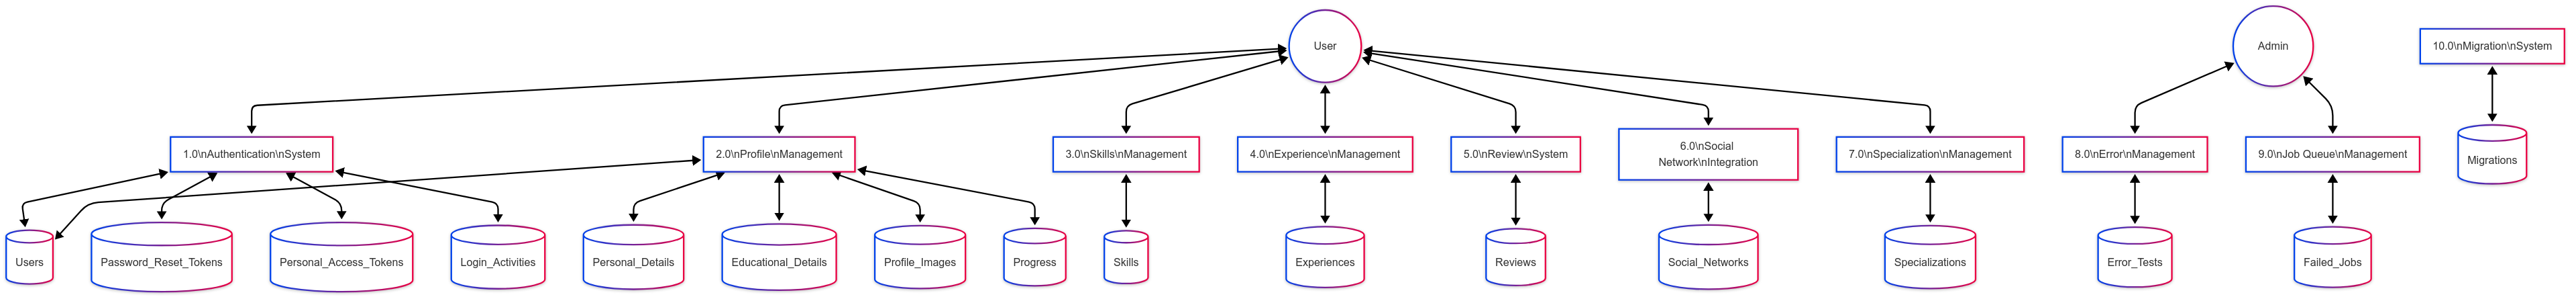 User
Admin
10.0\nMigration\nSystem
1.0\nAuthentication\nSystem
2.0\nProfile\nManagement
3.0\nSkills\nManagement
4.0\nExperience\nManagement
5.0\nReview\nSystem
6.0\nSocial
Network\nIntegration
7.0\nSpecialization\nManagement
8.0\nError\nManagement
9.0\nJob Queue\nManagement
Migrations
Users
Password_Reset_Tokens
Personal_Access_Tokens
Login_Activities
Personal_Details
Educational_Details
Profile_Images
Progress
Skills
Experiences
Reviews
Social_Networks
Specializations
Error_Tests
Failed_Jobs